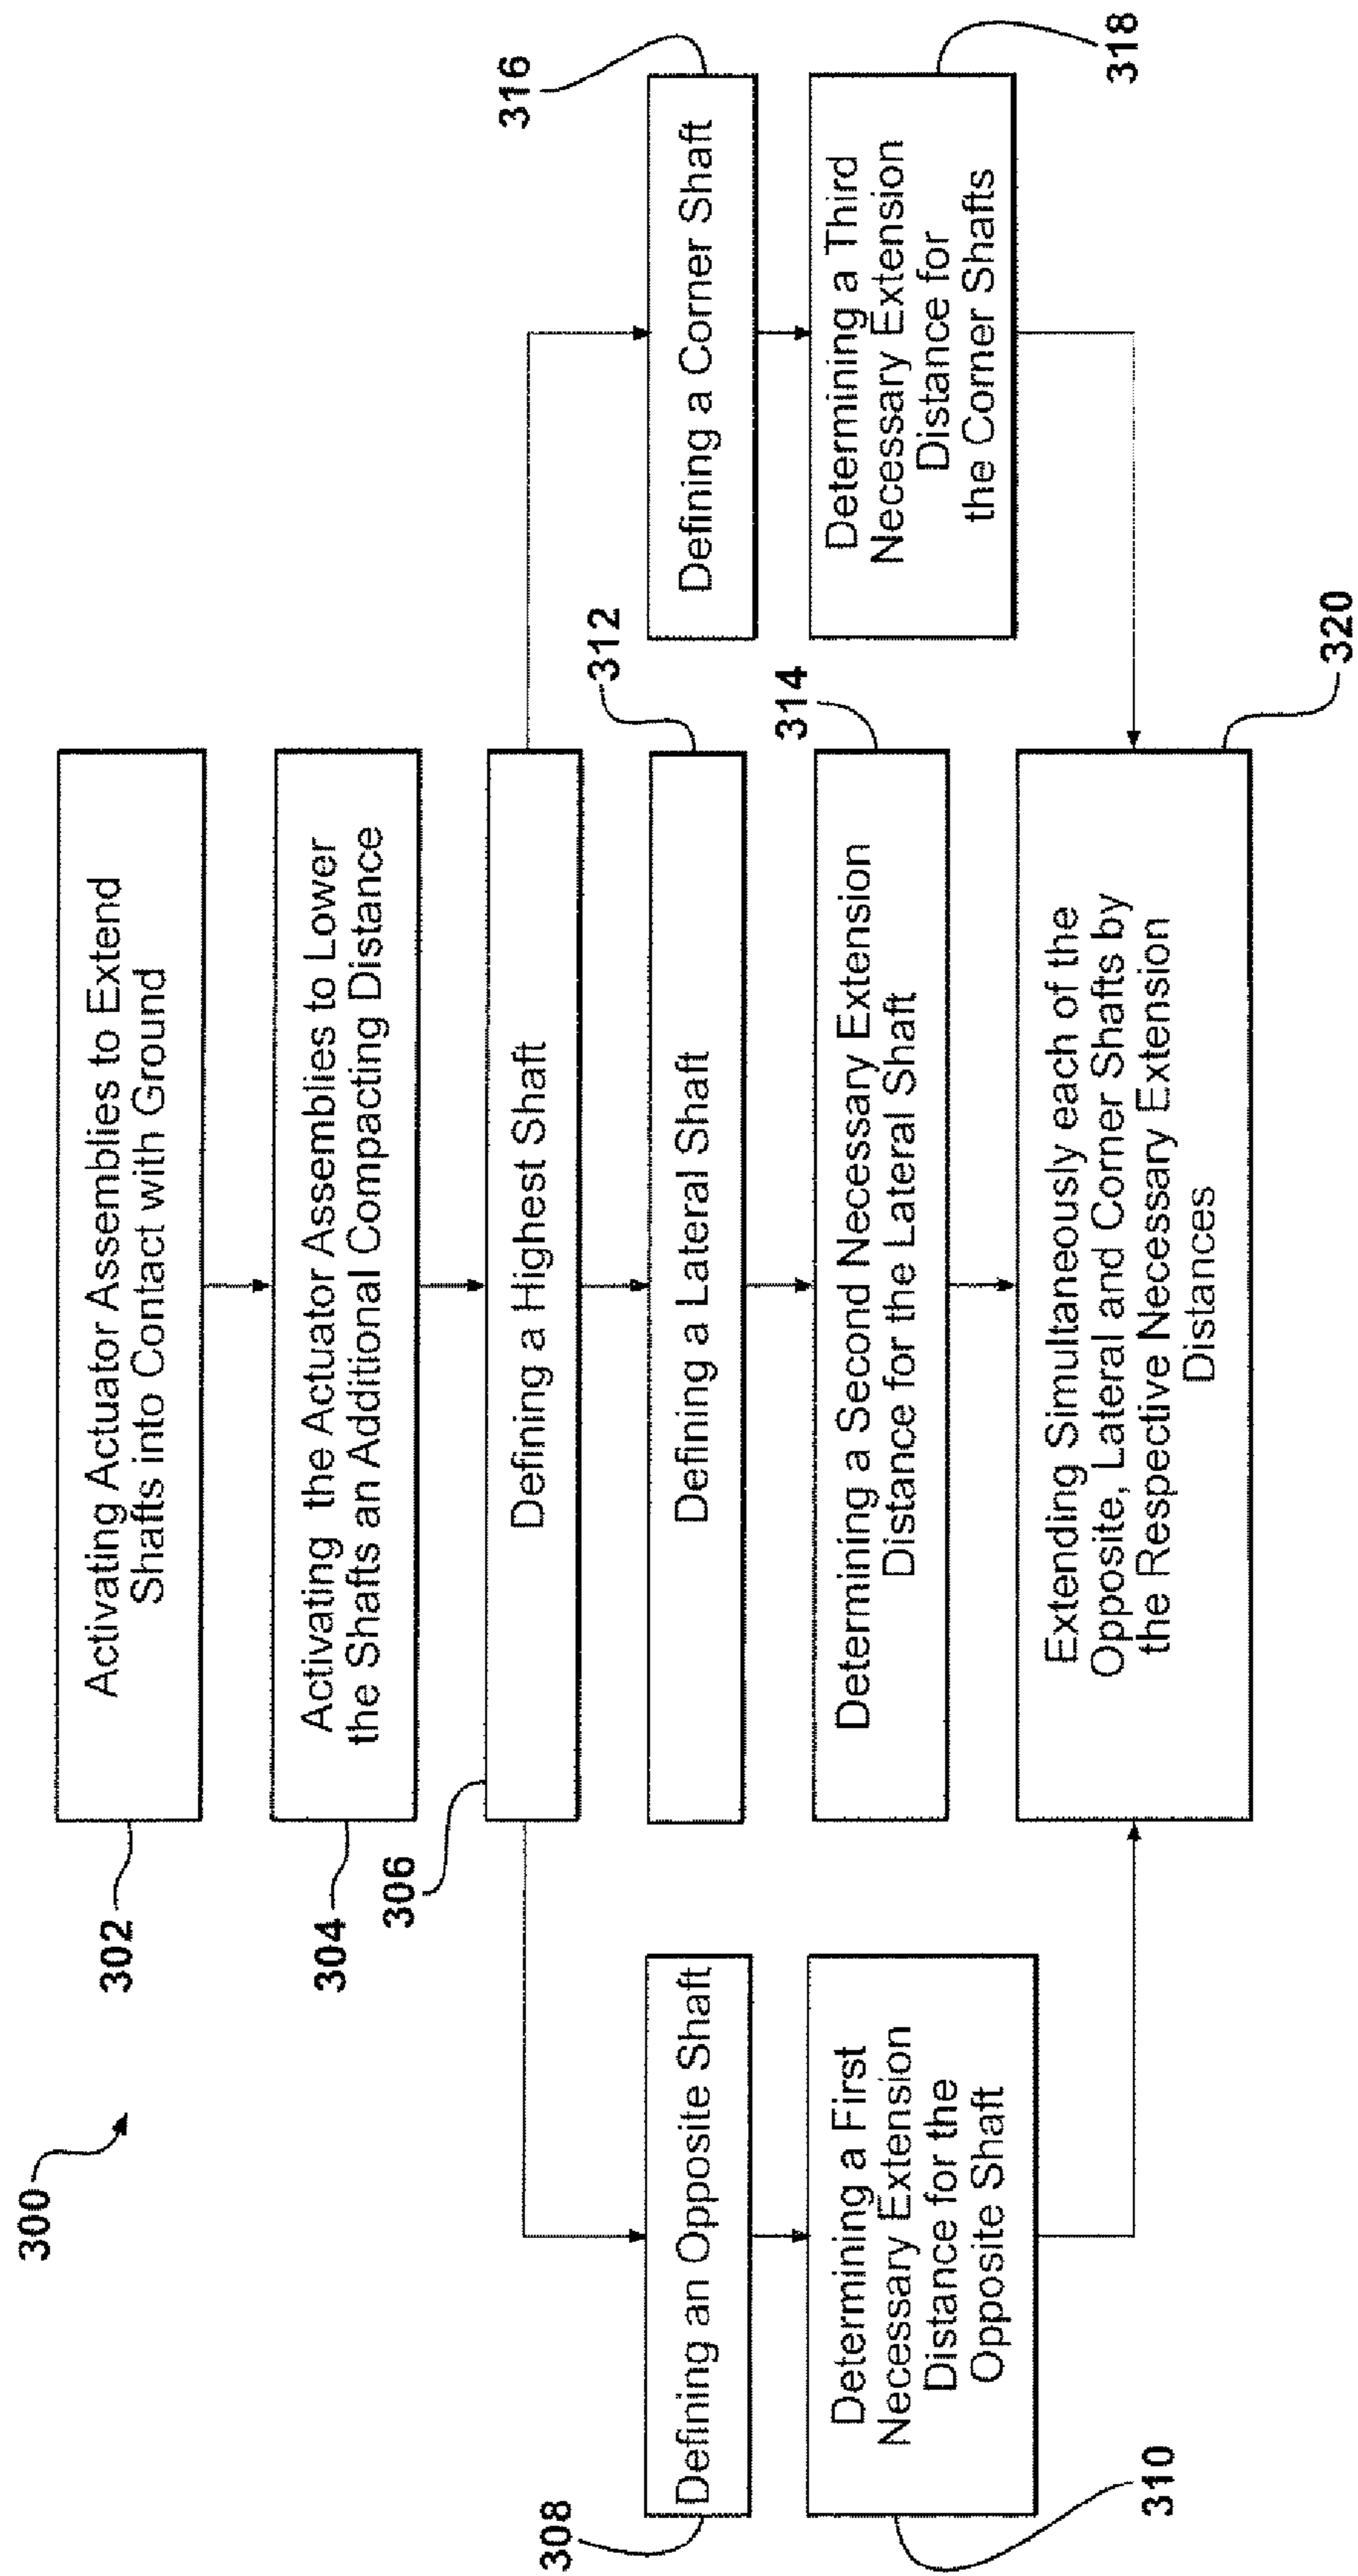 300
302
Activating Actuator Assemblies to Extend
Shafts into Contact with Ground
304
Activating the Actuator Assemblies to Lower
the Shafts an Additional Compacting Distance
306
Defining a Highest Shaft
308
Defining an Opposite Shaft
310
Determining a First
Necessary Extension
Distance for the
Opposite Shaft
312
Defining a Lateral Shaft
314
Determining a Second Necessary Extension
Distance for the Lateral Shaft
316
Defining a Corner Shaft
318
Determining a Third
Necessary Extension
Distance for
the Corner Shafts
320
Extending Simultaneously each of the
Opposite, Lateral and Corner Shafts by
the Respective Necessary Extension
Distances